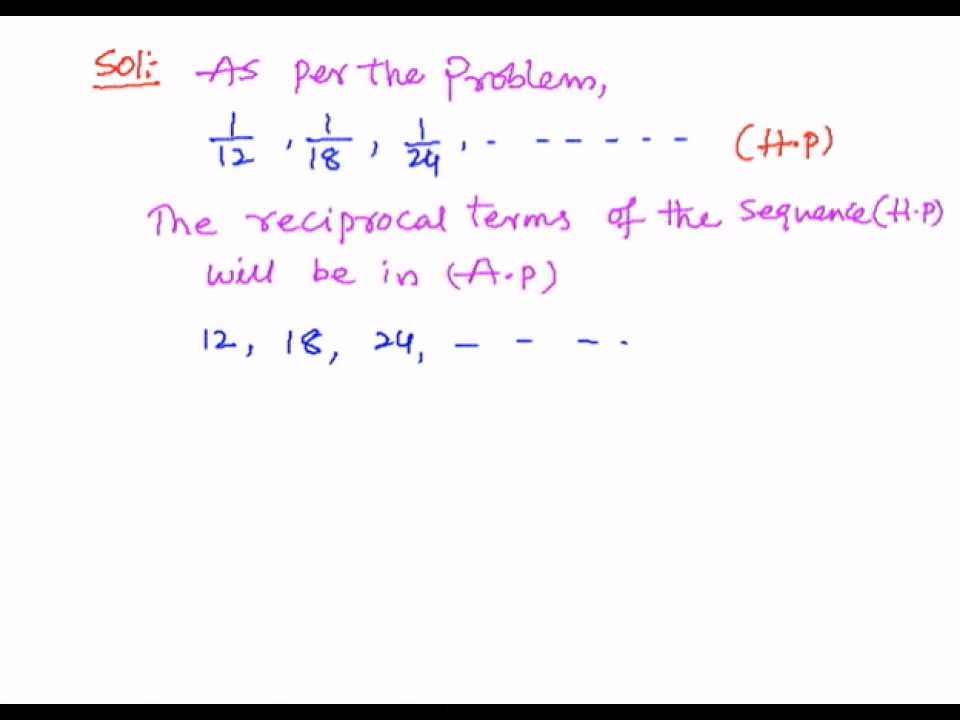 Sol: As per the Problem,
1/12, 1/18, 1/24, - - - - - - (H.P)
The reciprocal terms of the sequence (H.P)
will be in (A.P)
12, 18, 24, - - - -